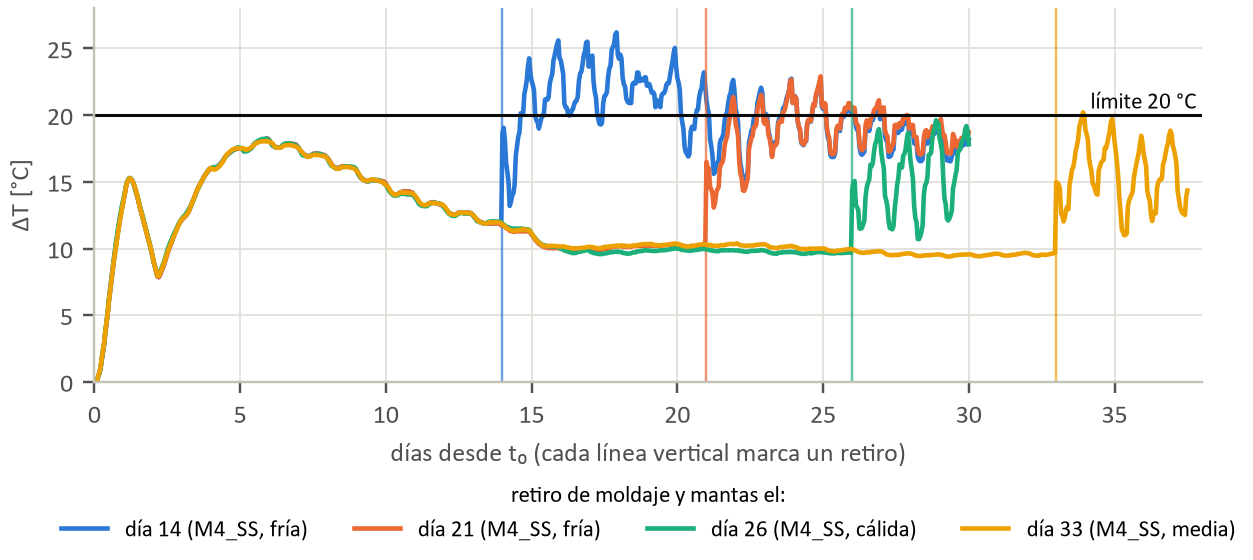 ΔT [°C]
25
20
15
10
5
0
límite 20 °C
0 5 10 15 20 25 30 35
días desde t₀ (cada línea vertical marca un retiro)
retiro de moldaje y mantas el:
día 14 (M4_SS, fría) día 21 (M4_SS, fría) día 26 (M4_SS, cálida) día 33 (M4_SS, media)